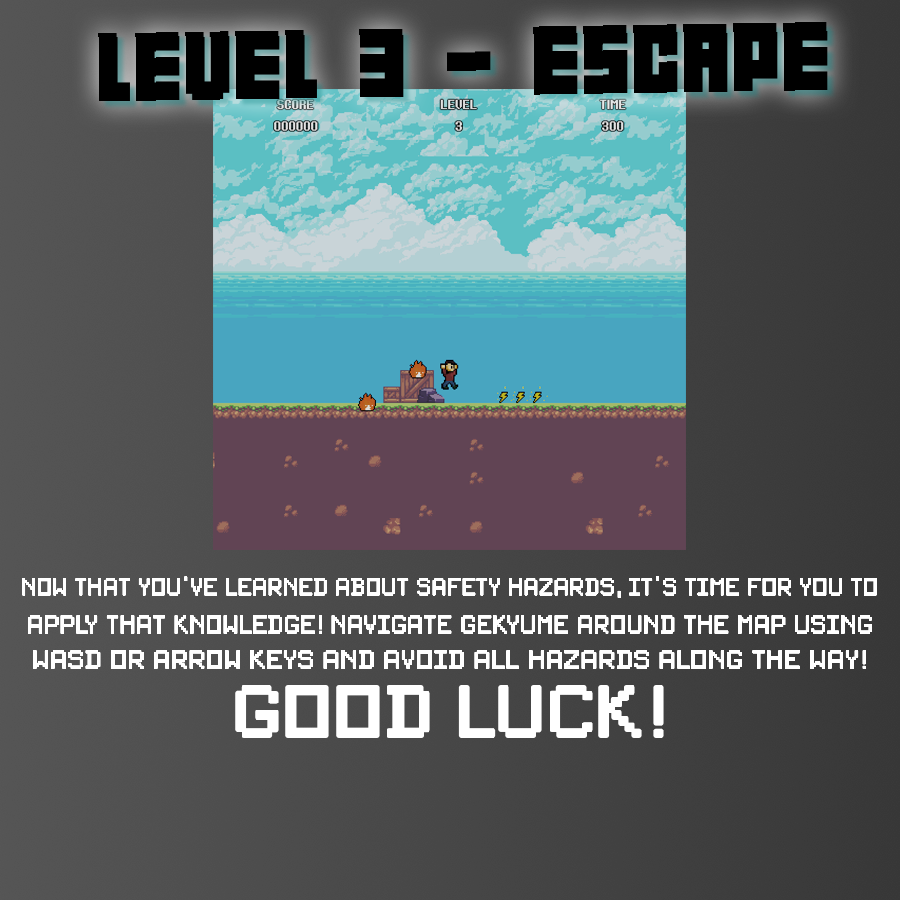 LEVEL 3 - ESCAPE
SCORE LEVEL TIME
000000 3 300
NOW THAT YOU'VE LEARNED ABOUT SAFETY HAZARDS, IT'S TIME FOR YOU TO
APPLY THAT KNOWLEDGE! NAVIGATE GEKYUME AROUND THE MAP USING
WASD OR ARROW KEYS AND AVOID ALL HAZARDS ALONG THE WAY!
GOOD LUCK!